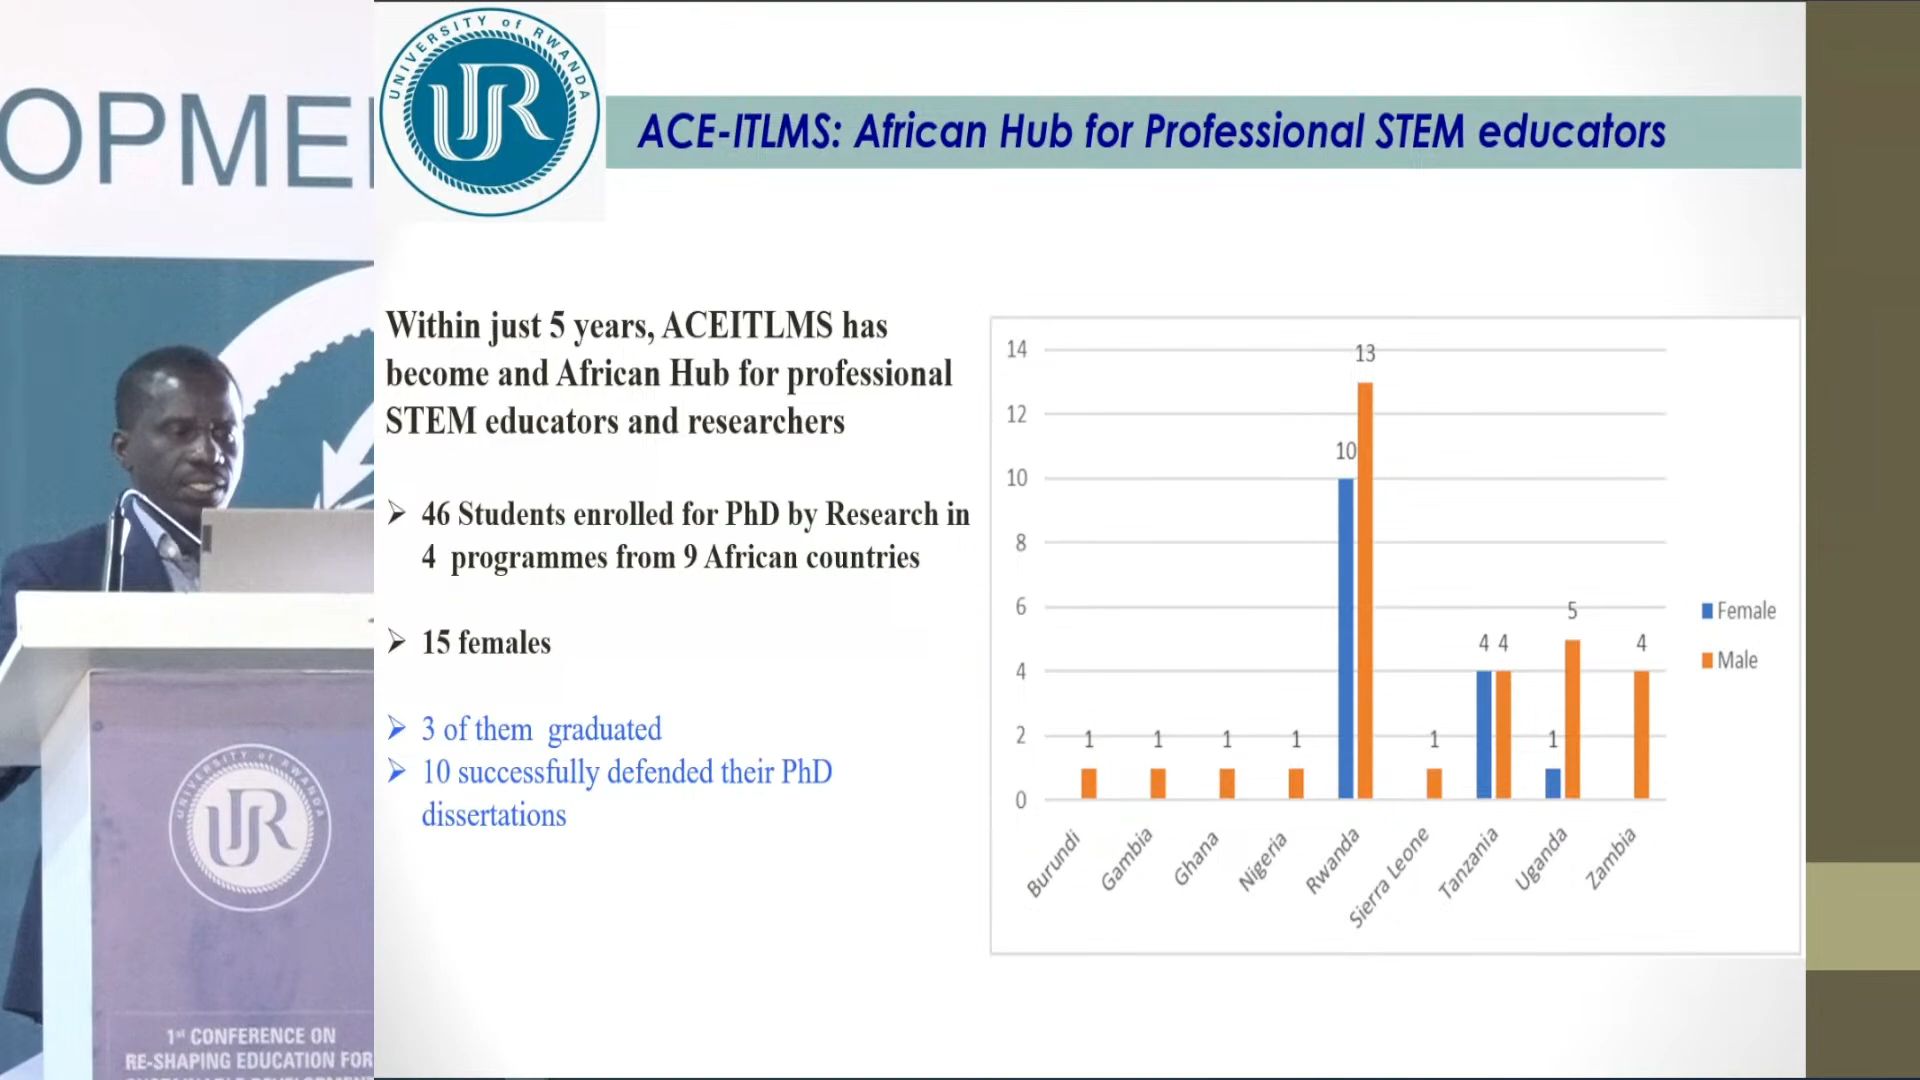 OPME
UNIVERSITY of RWANDA
UR
ACE-ITLMS: African Hub for Professional STEM educators
Within just 5 years, ACEITLMS has
become and African Hub for professional
STEM educators and researchers
➢ 46 Students enrolled for PhD by Research in
4 programmes from 9 African countries
➢ 15 females
➢ 3 of them graduated
➢ 10 successfully defended their PhD
dissertations
14
12
10
8
6
4
2
0
1
1
1
1
10
13
1
4 4
1
5
4
Burundi
Gambia
Ghana
Nigeria
Rwanda
Sierra Leone
Tanzania
Uganda
Zambia
Female
Male
UNIVERSITY of RWANDA
UR
1st CONFERENCE ON
RE-SHAPING EDUCATION FOR
SUSTAINABLE DEVELOPMENT